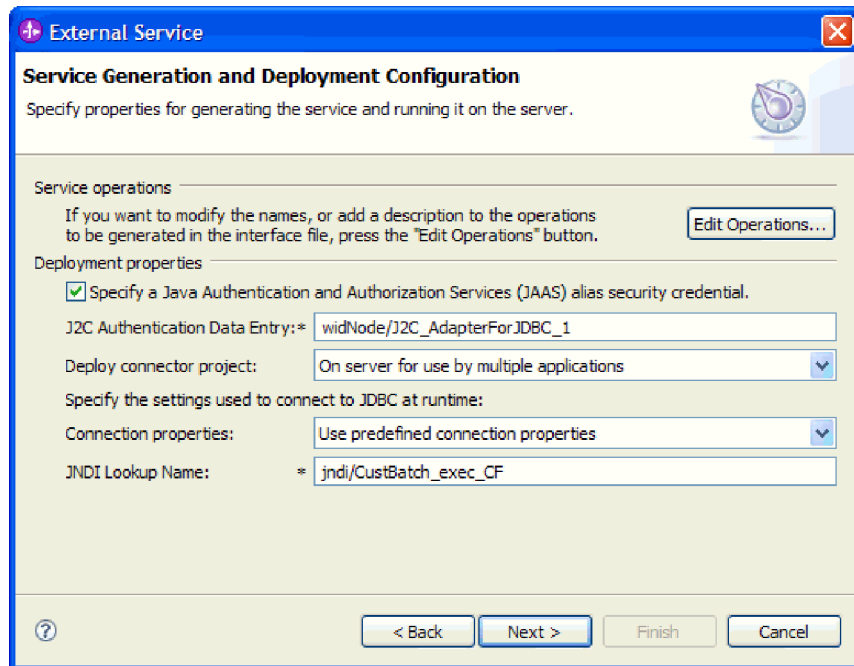 External Service
Service Generation and Deployment Configuration
Specify properties for generating the service and running it on the server.
Service operations
If you want to modify the names, or add a description to the operations
to be generated in the interface file, press the "Edit Operations" button.
Edit Operations...
Deployment properties
Specify a Java Authentication and Authorization Services (JAAS) alias security credential.
J2C Authentication Data Entry:* widNode/J2C_AdapterForJDBC_1
Deploy connector project: On server for use by multiple applications
Specify the settings used to connect to JDBC at runtime:
Connection properties: Use predefined connection properties
JNDI Lookup Name: * jndi/CustBatch_exec_CF
? < Back Next > Finish Cancel